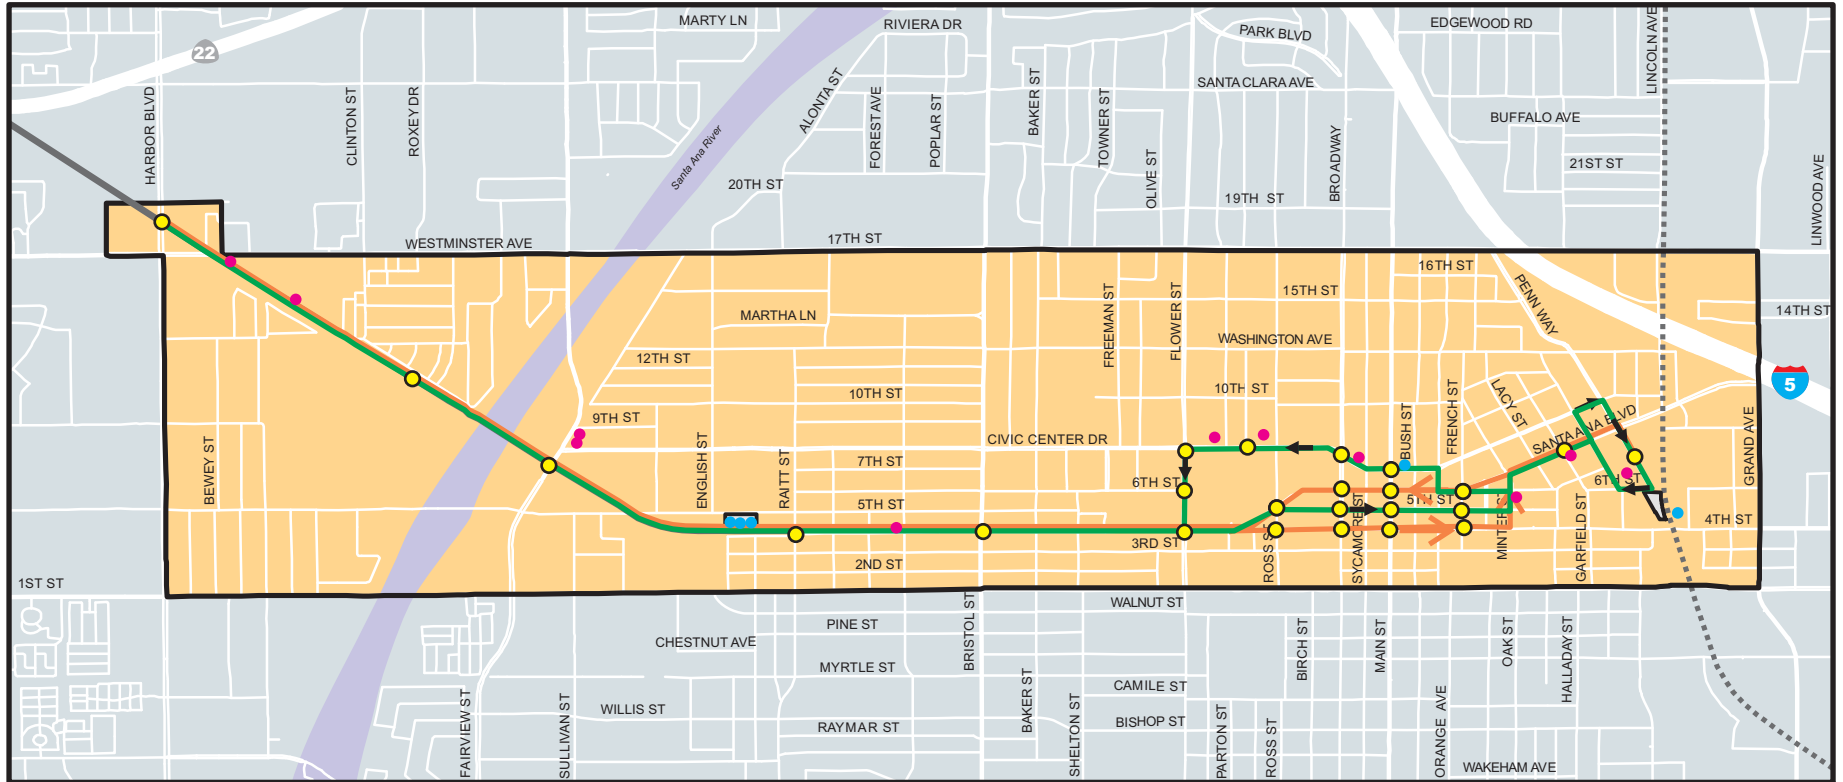 MARTY LN
RIVIERA DR
PARK BLVD
EDGEWOOD RD
LINCOLN AVE
22
HARBOR BLVD
CLINTON ST
ROXEY DR
ALONTA ST
FOREST AVE
POPLAR ST
BAKER ST
TOWNER ST
SANTA CLARA AVE
BUFFALO AVE
BROADWAY
OLIVE ST
21ST ST
Santa Ana River
20TH ST
19TH ST
LINWOOD AVE
WESTMINSTER AVE
17TH ST
16TH ST
15TH ST
PENN WAY
14TH ST
MARTHA LN
FREEMAN ST
FLOWER ST
WASHINGTON AVE
12TH ST
10TH ST
10TH ST
LACY ST
5
9TH ST
CIVIC CENTER DR
BUSH ST
FRENCH ST
SANTA ANA BLVD
GRAND AVE
BEWEY ST
ENGLISH ST
RAITT ST
7TH ST
6TH ST
6TH ST
5TH ST
5TH ST
SYCAMORE ST
MINTER ST
GARFIELD ST
4TH ST
3RD ST
ROSS ST
2ND ST
1ST ST
WALNUT ST
PINE ST
CHESTNUT AVE
BRISTOL ST
BIRCH ST
MAIN ST
OAK ST
HALLADAY ST
MYRTLE ST
CAMILE ST
FAIRVIEW ST
SULLIVAN ST
WILLIS ST
RAYMAR ST
BAKER ST
SHELTON ST
BISHOP ST
PARTON ST
ROSS ST
ORANGE AVE
WAKEHAM AVE